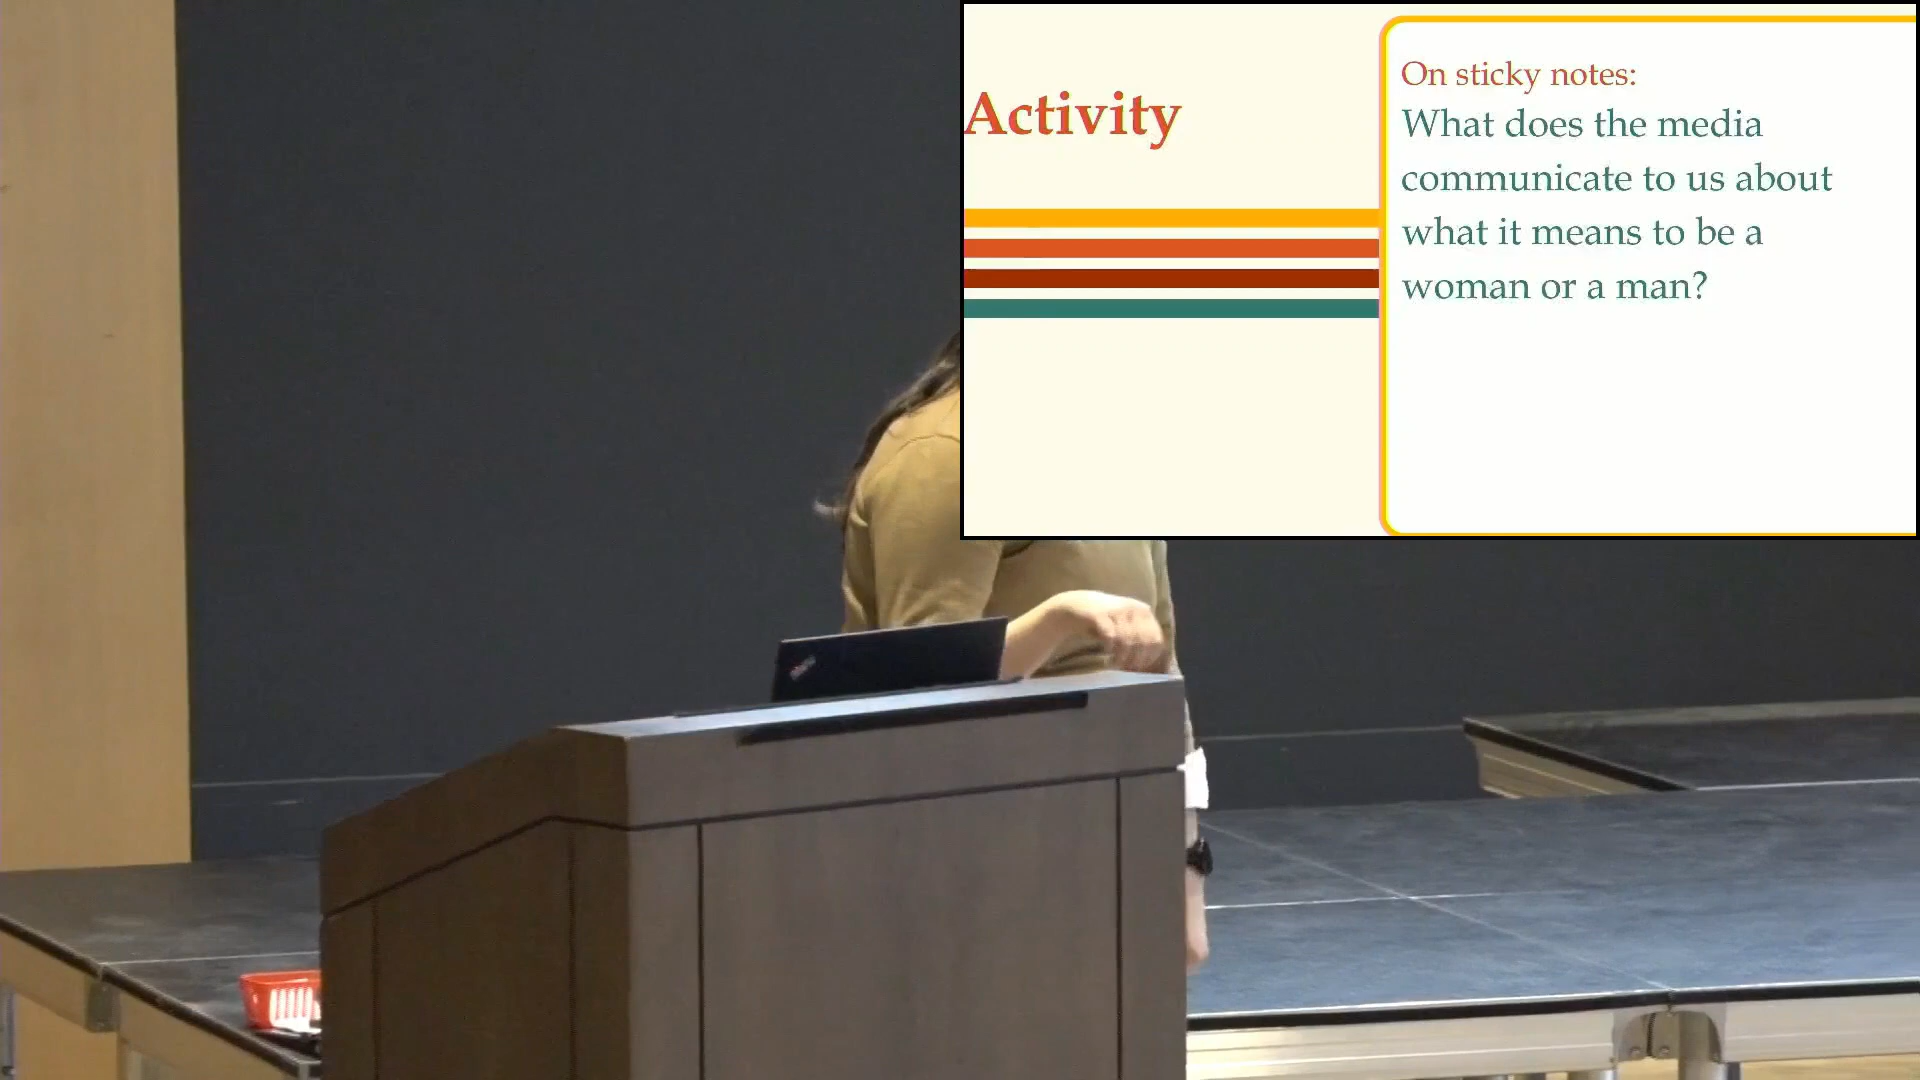 Activity
On sticky notes:
What does the media
communicate to us about
what it means to be a
woman or a man?